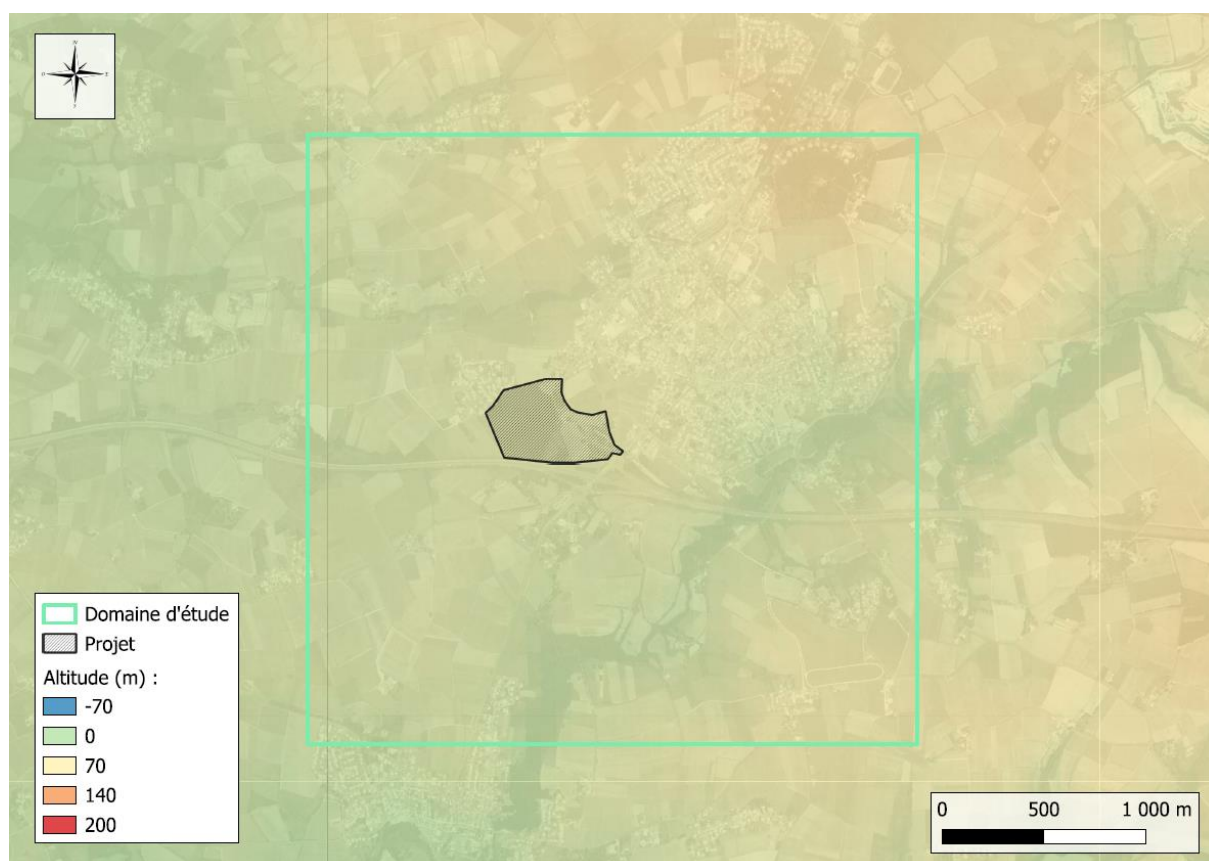 N
O
E
S
Domaine d'étude
Projet
Altitude (m) :
-70
0
70
140
200
0 500 1 000 m